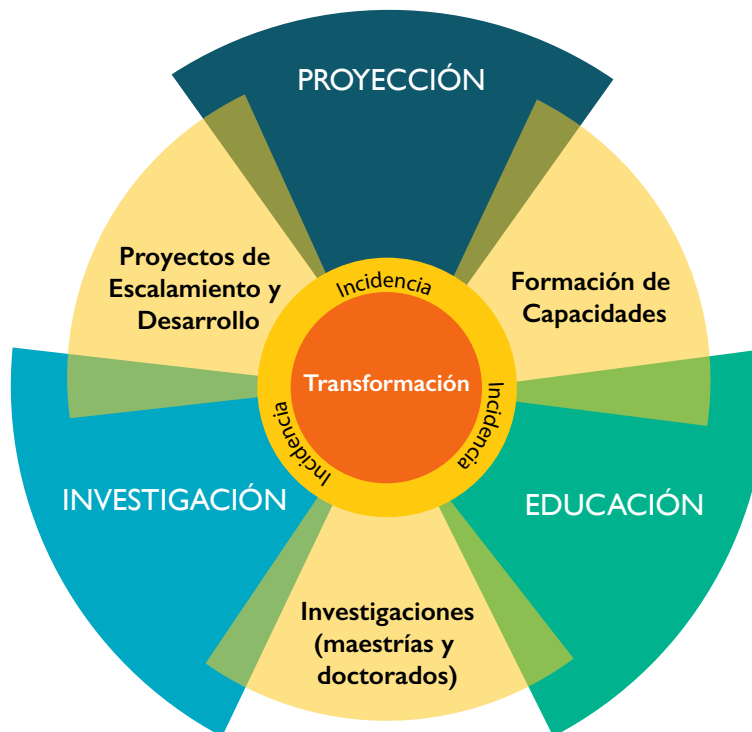 PROYECCIÓN
Proyectos de
Escalamiento y
Desarrollo
Formación de
Capacidades
Incidencia
Transformación
Incidencia
Incidencia
INVESTIGACIÓN
EDUCACIÓN
Investigaciones
(maestrías y
doctorados)